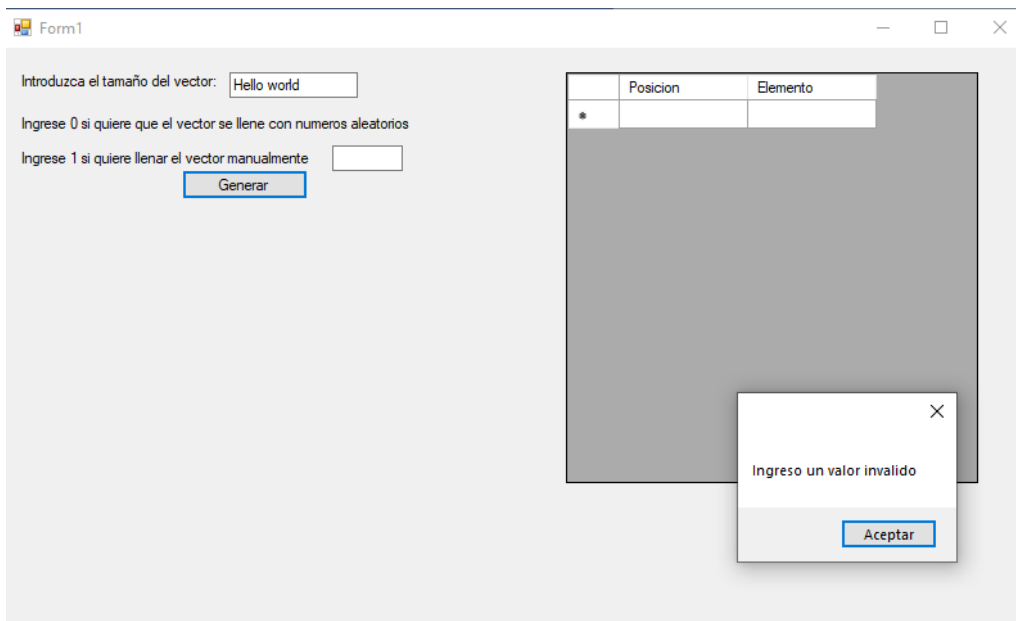 Form1
Introduzca el tamaño del vector: Hello world
Ingrese 0 si quiere que el vector se llene con numeros aleatorios
Ingrese 1 si quiere llenar el vector manualmente
Generar
Posicion Elemento
*
Ingreso un valor invalido
Aceptar